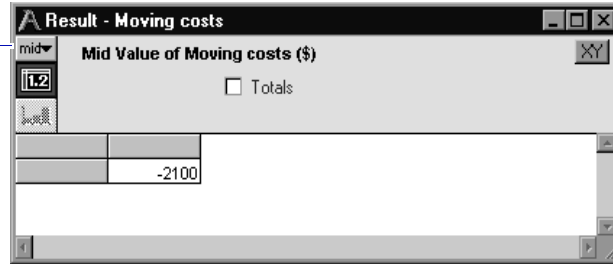 Result - Moving costs
mid
Mid Value of Moving costs ($)
XY
1.2
Totals
-2100